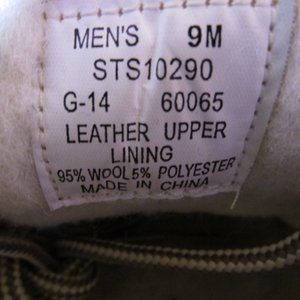 MEN'S 9M
STS10290
G-14 60065
LEATHER UPPER
LINING
95% WOOL 5% POLYESTER
MADE IN CHINA